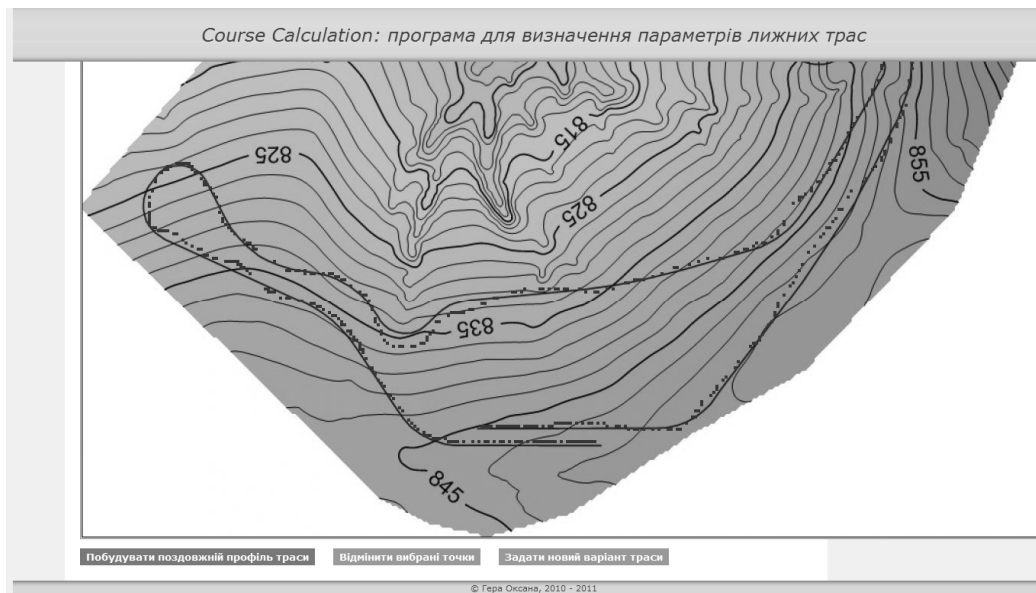 Course Calculation: програма для визначення параметрів лижних трас
815
825
825
855
835
845
Побудувати поздовжній профіль траси
Відмінити вибрані точки
Задати новий варіант траси
© Гера Оксана, 2010 - 2011